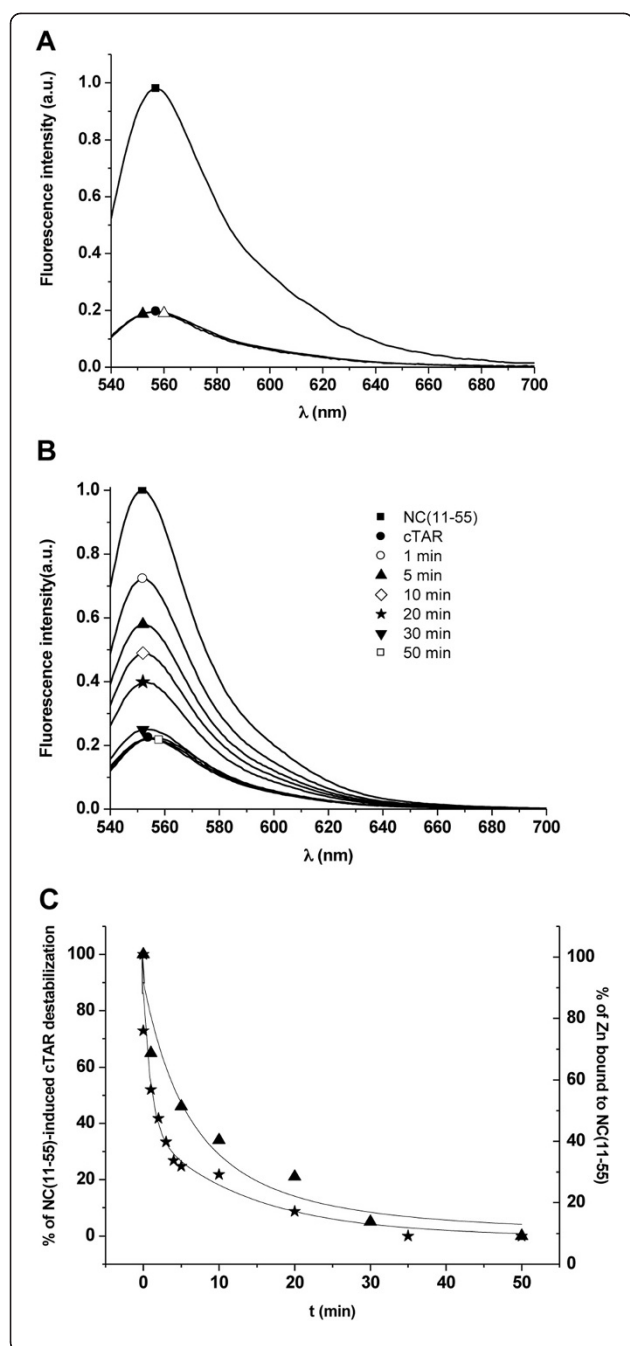 A
Fluorescence intensity (a.u.)
1.0
0.8
0.6
0.4
0.2
0.0
540 560 580 600 620 640 660 680 700
λ (nm)
B
Fluorescence intensity(a.u.)
1.0
0.8
0.6
0.4
0.2
0.0
NC(11-55)
cTAR
1 min
5 min
10 min
20 min
30 min
50 min
540 560 580 600 620 640 660 680 700
λ (nm)
C
% of NC(11-55)-induced cTAR destabilization
100
80
60
40
20
0
% of Zn bound to NC(11-55)
100
80
60
40
20
0
0 10 20 30 40 50
t (min)